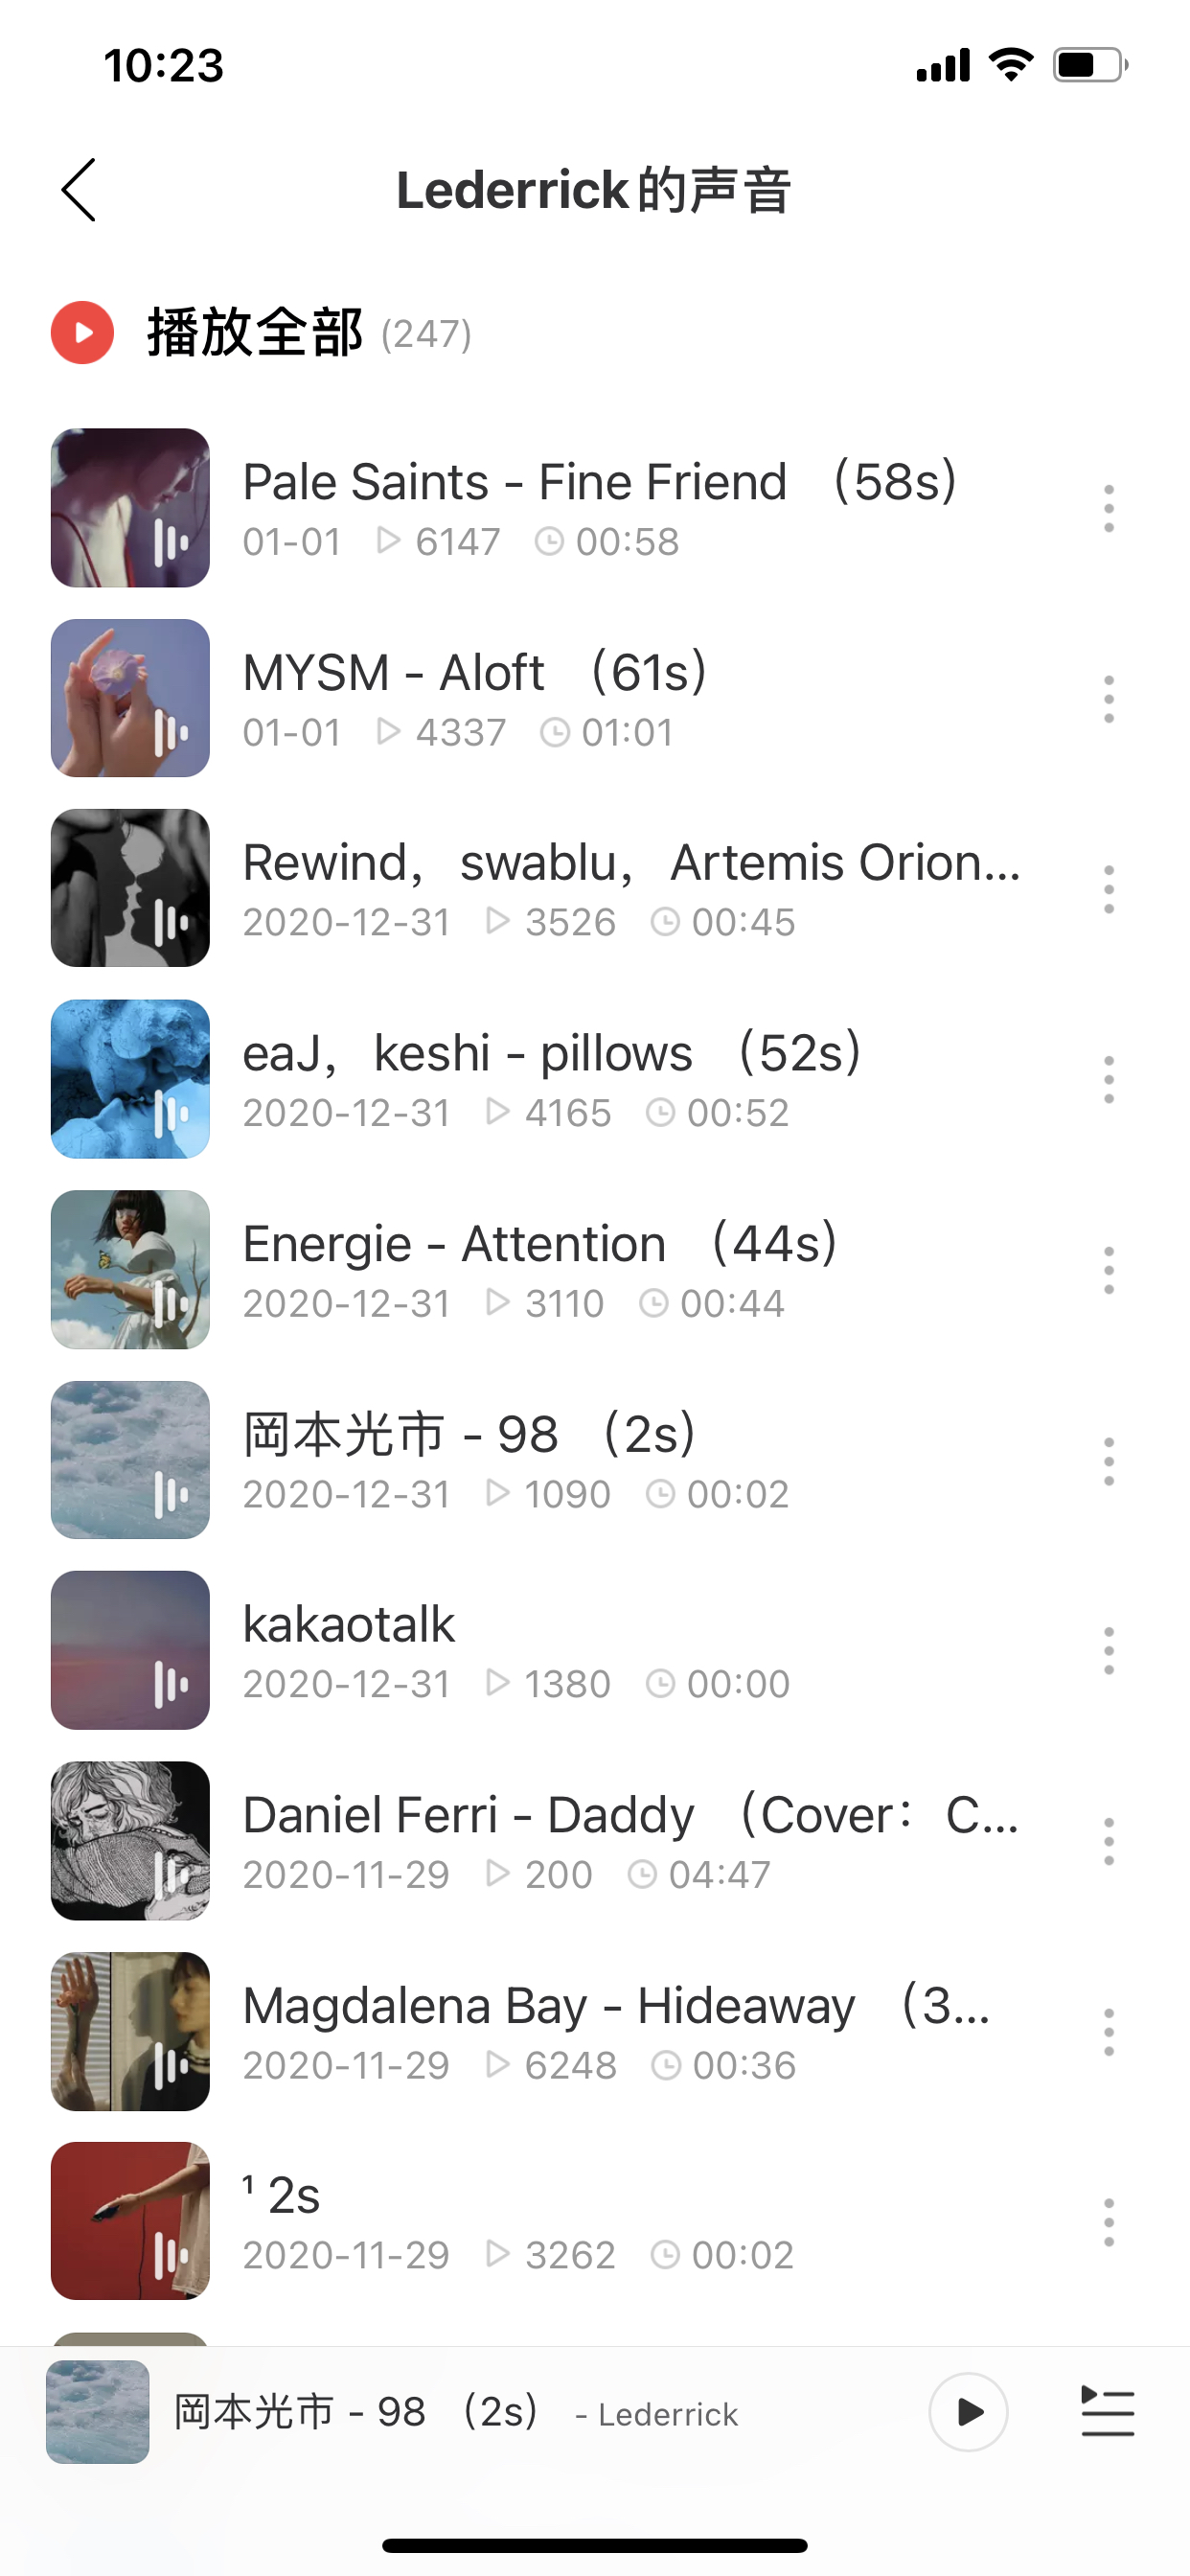 10:23
Lederrick的声音
播放全部 (247)
Pale Saints - Fine Friend （58s）
01-01 6147 00:58
MYSM - Aloft （61s）
01-01 4337 01:01
Rewind，swablu，Artemis Orion...
2020-12-31 3526 00:45
eaJ，keshi - pillows （52s）
2020-12-31 4165 00:52
Energie - Attention （44s）
2020-12-31 3110 00:44
岡本光市 - 98 （2s）
2020-12-31 1090 00:02
kakaotalk
2020-12-31 1380 00:00
Daniel Ferri - Daddy （Cover：C...
2020-11-29 200 04:47
Magdalena Bay - Hideaway （3...
2020-11-29 6248 00:36
¹ 2s
2020-11-29 3262 00:02
岡本光市 - 98 （2s） - Lederrick